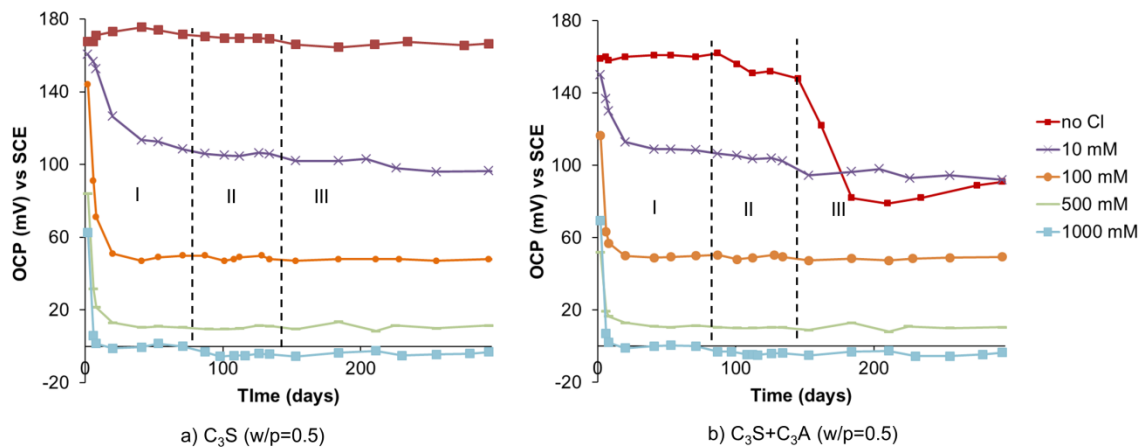 180
140
100
60
20
-20
OCP (mV) vs SCE
I
II
III
0
100
200
TIme (days)
a) C₃S (w/p=0.5)
180
140
100
60
20
-20
OCP (mV) vs SCE
I
II
III
0
100
200
Time (days)
b) C₃S+C₃A (w/p=0.5)
no Cl
10 mM
100 mM
500 mM
1000 mM